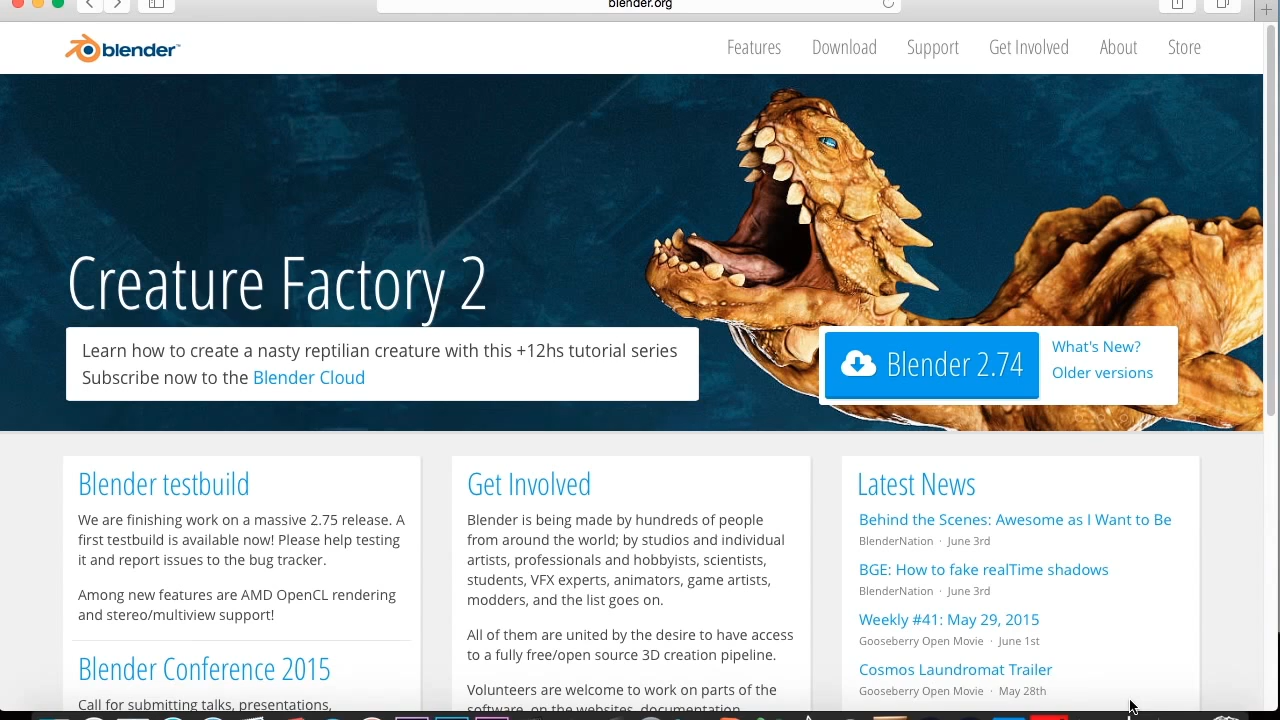 blender.org
blender™
Features Download Support Get Involved About Store
Creature Factory 2
Learn how to create a nasty reptilian creature with this +12hs tutorial series
Subscribe now to the Blender Cloud
Blender 2.74
What's New?
Older versions
Blender testbuild
We are finishing work on a massive 2.75 release. A
first testbuild is available now! Please help testing
it and report issues to the bug tracker.
Among new features are AMD OpenCL rendering
and stereo/multiview support!
Blender Conference 2015
Call for submitting talks, presentations,
Get Involved
Blender is being made by hundreds of people
from around the world; by studios and individual
artists, professionals and hobbyists, scientists,
students, VFX experts, animators, game artists,
modders, and the list goes on.
All of them are united by the desire to have access
to a fully free/open source 3D creation pipeline.
Volunteers are welcome to work on parts of the
software, on the websites, documentation
Latest News
Behind the Scenes: Awesome as I Want to Be
BlenderNation · June 3rd
BGE: How to fake realTime shadows
BlenderNation · June 3rd
Weekly #41: May 29, 2015
Gooseberry Open Movie · June 1st
Cosmos Laundromat Trailer
Gooseberry Open Movie · May 28th